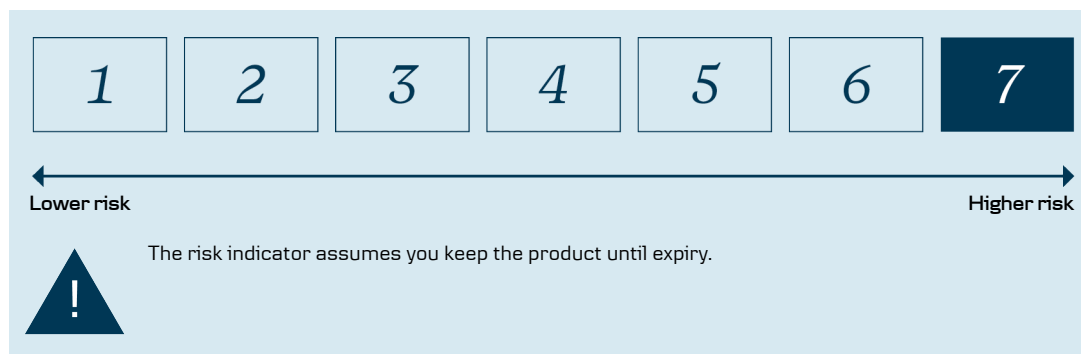 1 2 3 4 5 6 7
Lower risk Higher risk
The risk indicator assumes you keep the product until expiry.
!